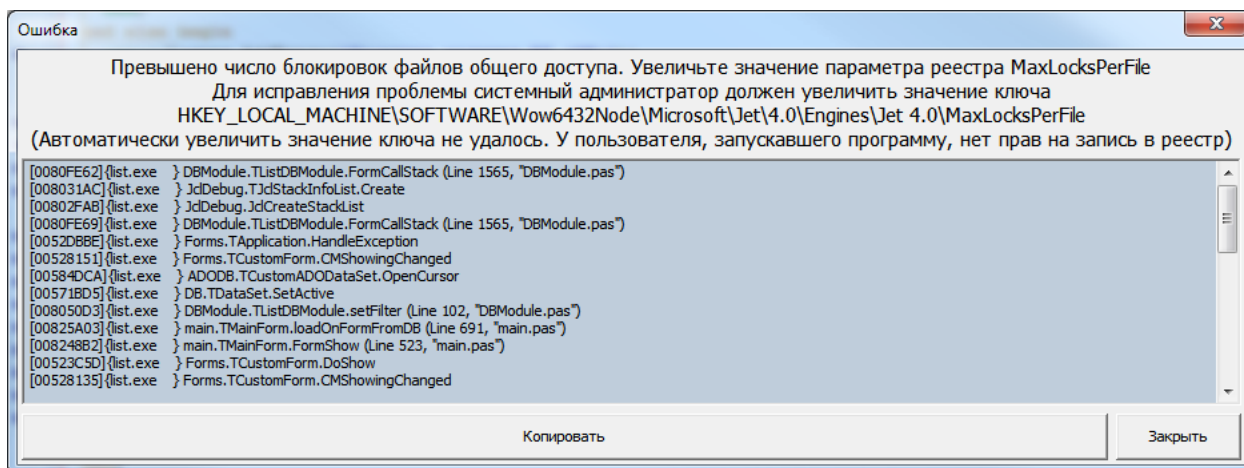 Ошибка
Превышено число блокировок файлов общего доступа. Увеличьте значение параметра реестра MaxLocksPerFile
Для исправления проблемы системный администратор должен увеличить значение ключа
HKEY_LOCAL_MACHINE\SOFTWARE\Wow6432Node\Microsoft\Jet\4.0\Engines\Jet 4.0\MaxLocksPerFile
(Автоматически увеличить значение ключа не удалось. У пользователя, запускавшего программу, нет прав на запись в реестр)
[0080FE62]{list.exe    } DBModule.TListDBModule.FormCallStack (Line 1565, "DBModule.pas")
[008031AC]{list.exe    } JclDebug.TJclStackInfoList.Create
[00802FAB]{list.exe    } JclDebug.JclCreateStackList
[0080FE69]{list.exe    } DBModule.TListDBModule.FormCallStack (Line 1565, "DBModule.pas")
[0052DBBE]{list.exe    } Forms.TApplication.HandleException
[00528151]{list.exe    } Forms.TCustomForm.CMShowingChanged
[00584DCA]{list.exe    } ADODB.TCustomADODataSet.OpenCursor
[00571BD5]{list.exe    } DB.TDataSet.SetActive
[008050D3]{list.exe    } DBModule.TListDBModule.setFilter (Line 102, "DBModule.pas")
[00825A03]{list.exe    } main.TMainForm.loadOnFormFromDB (Line 691, "main.pas")
[008248B2]{list.exe    } main.TMainForm.FormShow (Line 523, "main.pas")
[00523C5D]{list.exe    } Forms.TCustomForm.DoShow
[00528135]{list.exe    } Forms.TCustomForm.CMShowingChanged
Копировать
Закрыть